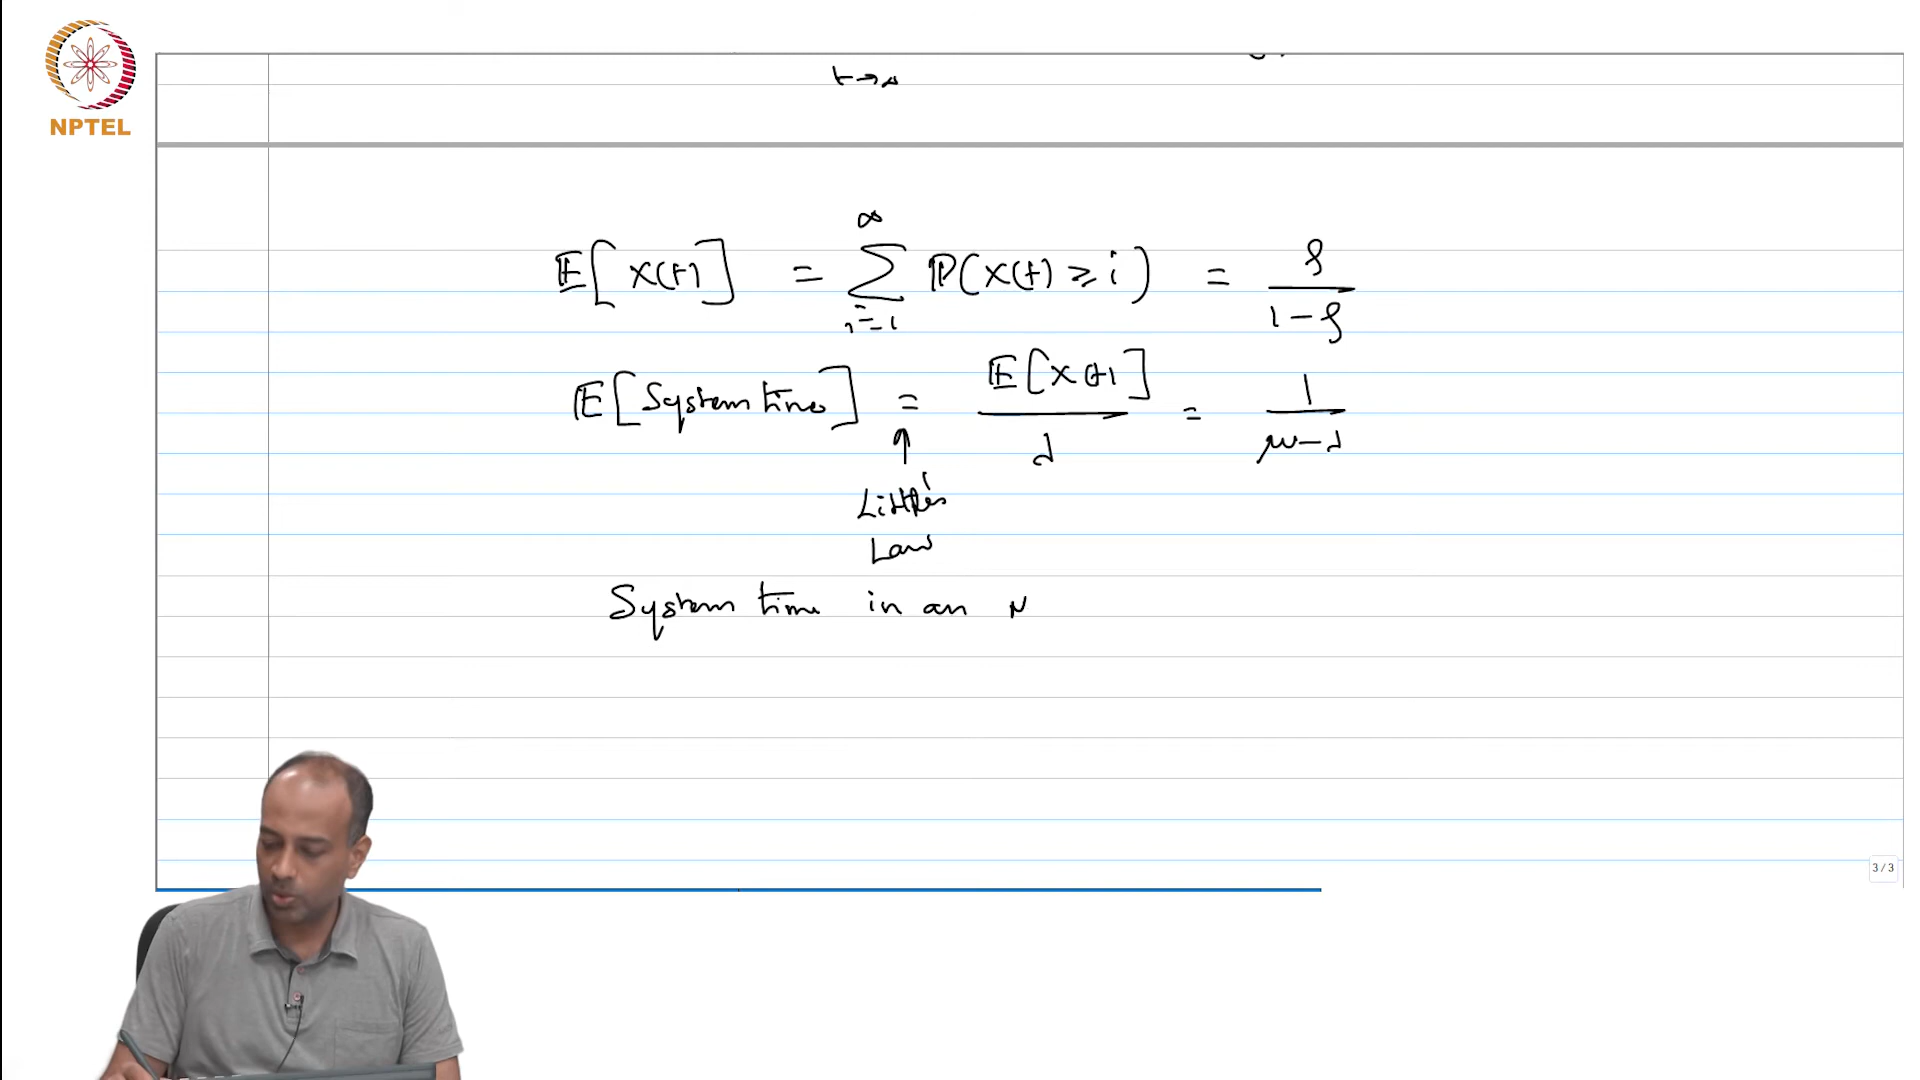 NPTEL
t→∞
E[X(t)] = ∞ Σ i=1 P(X(t) ≥ i) = ρ / 1-ρ
E[System time] = E[X(t)] / λ = 1 / μ-λ
↑
Little's
Law
System time in an M
3 / 3